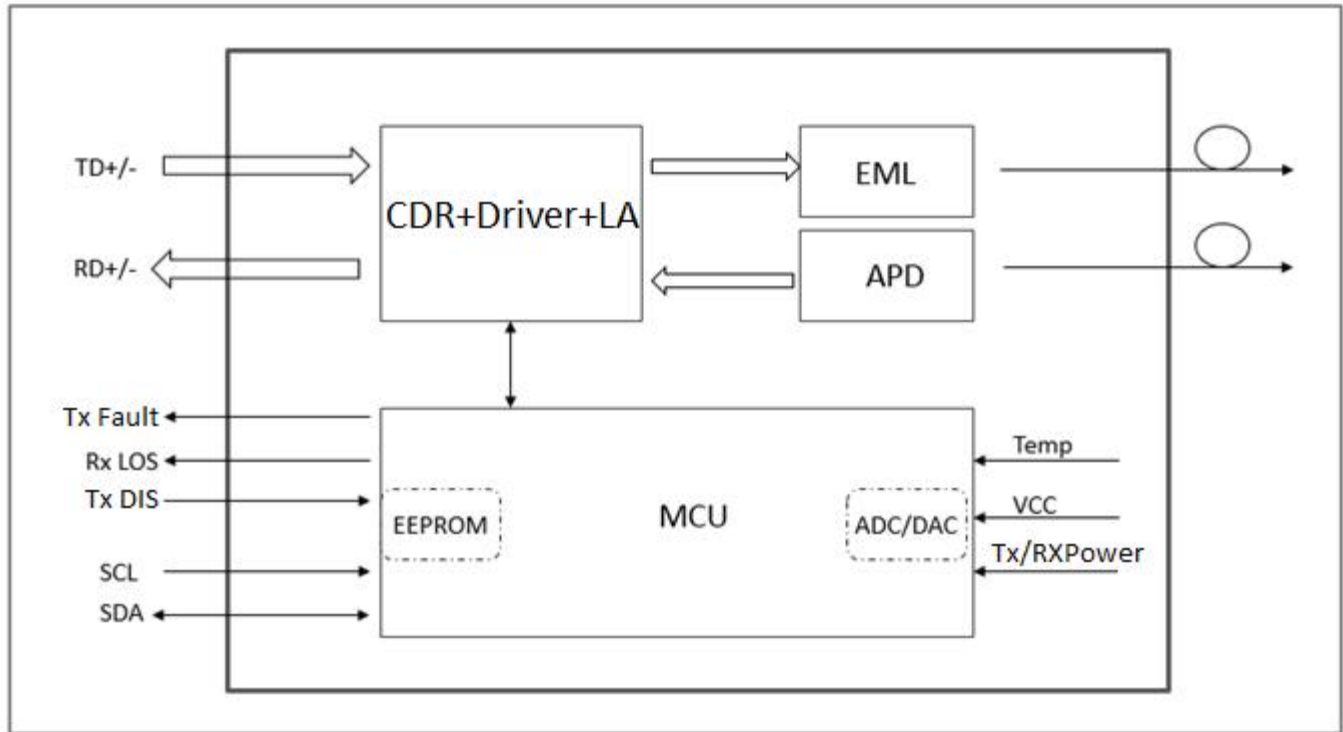 TD+/-
CDR+Driver+LA
EML
RD+/-
APD
Tx Fault
Rx LOS
Tx DIS
EEPROM
MCU
ADC/DAC
Temp
VCC
Tx/RXPower
SCL
SDA